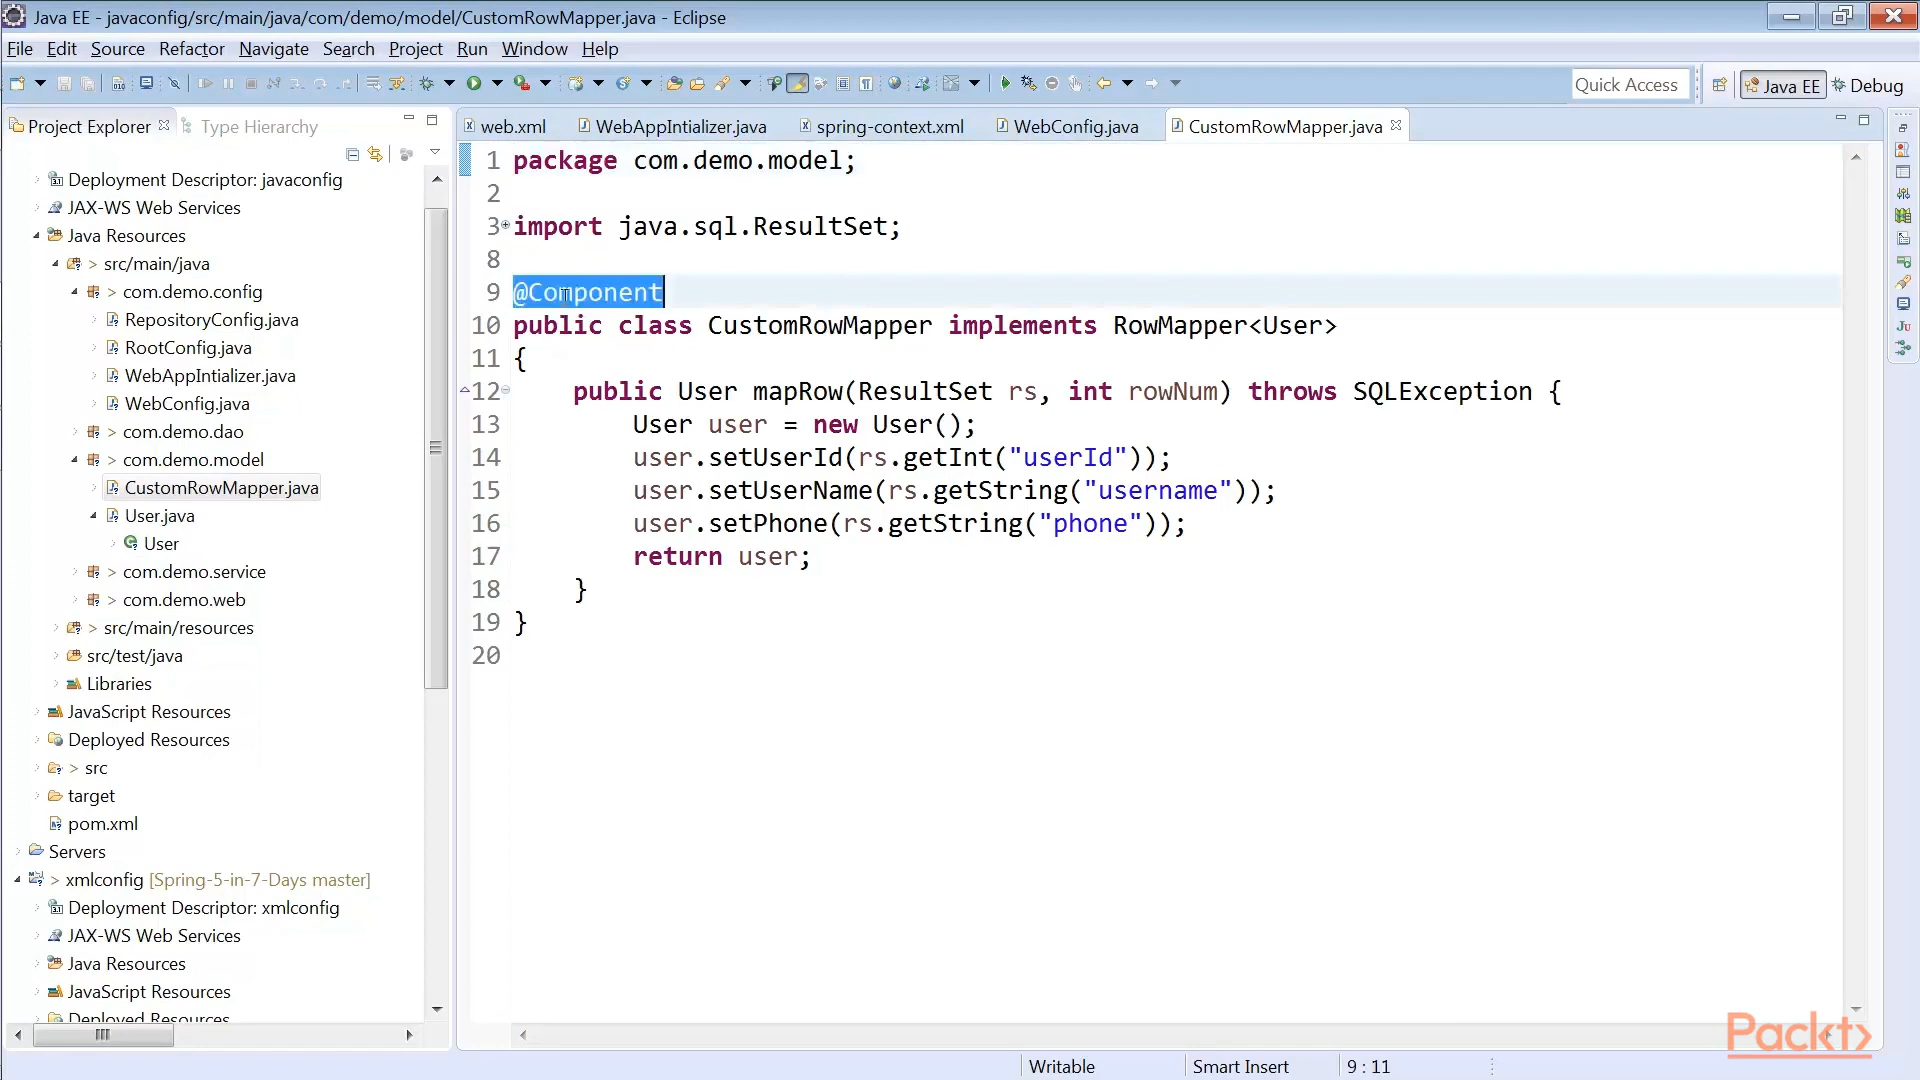 Java EE - javaconfig/src/main/java/com/demo/model/CustomRowMapper.java - Eclipse
File Edit Source Refactor Navigate Search Project Run Window Help
Quick Access
Java EE
Debug
Project Explorer
Type Hierarchy
Deployment Descriptor: javaconfig
JAX-WS Web Services
Java Resources
> src/main/java
> com.demo.config
RepositoryConfig.java
RootConfig.java
WebAppIntializer.java
WebConfig.java
> com.demo.dao
> com.demo.model
CustomRowMapper.java
User.java
User
> com.demo.service
> com.demo.web
> src/main/resources
src/test/java
Libraries
JavaScript Resources
Deployed Resources
> src
target
pom.xml
Servers
> xmlconfig [Spring-5-in-7-Days master]
Deployment Descriptor: xmlconfig
JAX-WS Web Services
Java Resources
JavaScript Resources
Deployed Resources
web.xml
WebAppIntializer.java
spring-context.xml
WebConfig.java
CustomRowMapper.java
1 package com.demo.model;
2
3 import java.sql.ResultSet;
8
9 @Component
10 public class CustomRowMapper implements RowMapper<User>
11 {
12 public User mapRow(ResultSet rs, int rowNum) throws SQLException {
13 User user = new User();
14 user.setUserId(rs.getInt("userId"));
15 user.setUserName(rs.getString("username"));
16 user.setPhone(rs.getString("phone"));
17 return user;
18 }
19 }
20
Packt>
Writable
Smart Insert
9 : 11